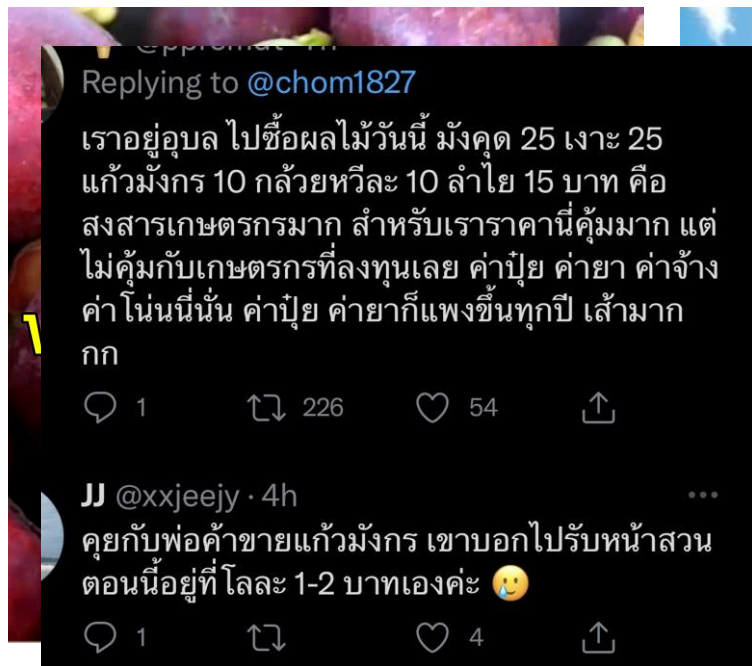 Replying to @chom1827
เราอยู่อุบล ไปซื้อผลไม้วันนี้ มังคุด 25 เงาะ 25
แก้วมังกร 10 กล้วยหวีละ 10 ลำไย 15 บาท คือ
สงสารเกษตรกรมาก สำหรับเราราคานี่คุ้มมาก แต่
ไม่คุ้มกับเกษตรกรที่ลงทุนเลย ค่าปุ๋ย ค่ายา ค่าจ้าง
ค่าโน่นนี่นั่น ค่าปุ๋ย ค่ายาก็แพงขึ้นทุกปี เส้ามาก
กก
1 226 54
JJ @xxjeejy · 4h
คุยกับพ่อค้าขายแก้วมังกร เขาบอกไปรับหน้าสวน
ตอนนี้อยู่ที่โลละ 1-2 บาทเองค่ะ 🥲
1 4